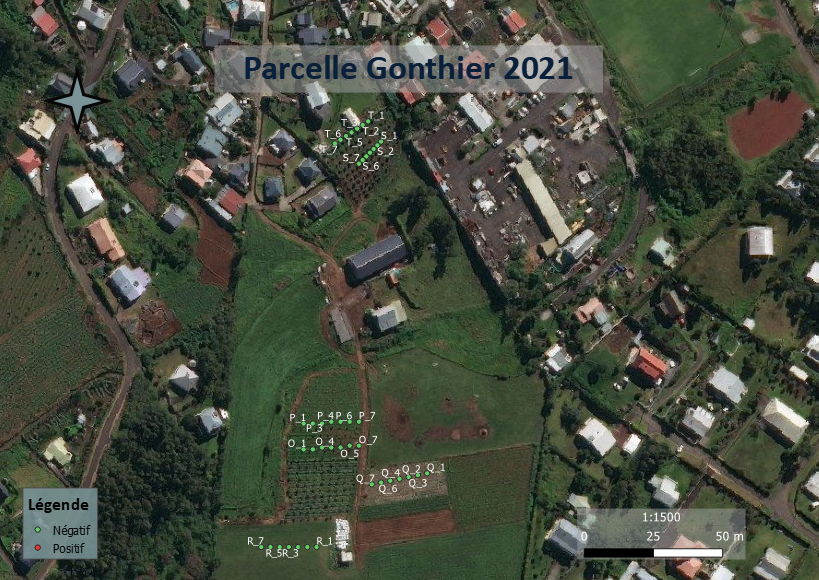 Parcelle Gonthier 2021
T_1
T_2
T_6
T_5
S_1
S_2
S_7
S_6
P_1
P_4
P_6
P_7
P_3
O_1
O_4
O_7
O_5
Q_7
Q_4
Q_2
Q_1
Q_6
Q_3
R_7
R_5
R_3
R_1
Légende
Négatif
Positif
1:1500
0 25 50 m